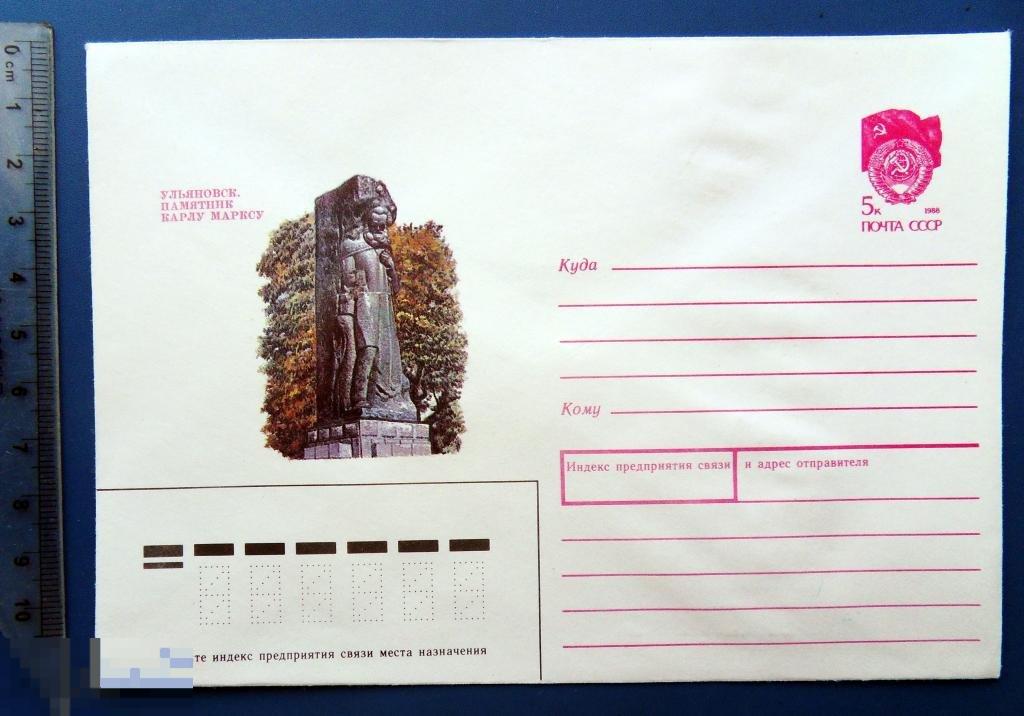 0 cm 1 2 3 4 5 6 7 8 9 10
УЛЬЯНОВСК.
ПАМЯТНИК
КАРЛУ МАРКСУ
5к 1988
ПОЧТА СССР
Куда
Кому
Индекс предприятия связи и адрес отправителя
индекс предприятия связи места назначения